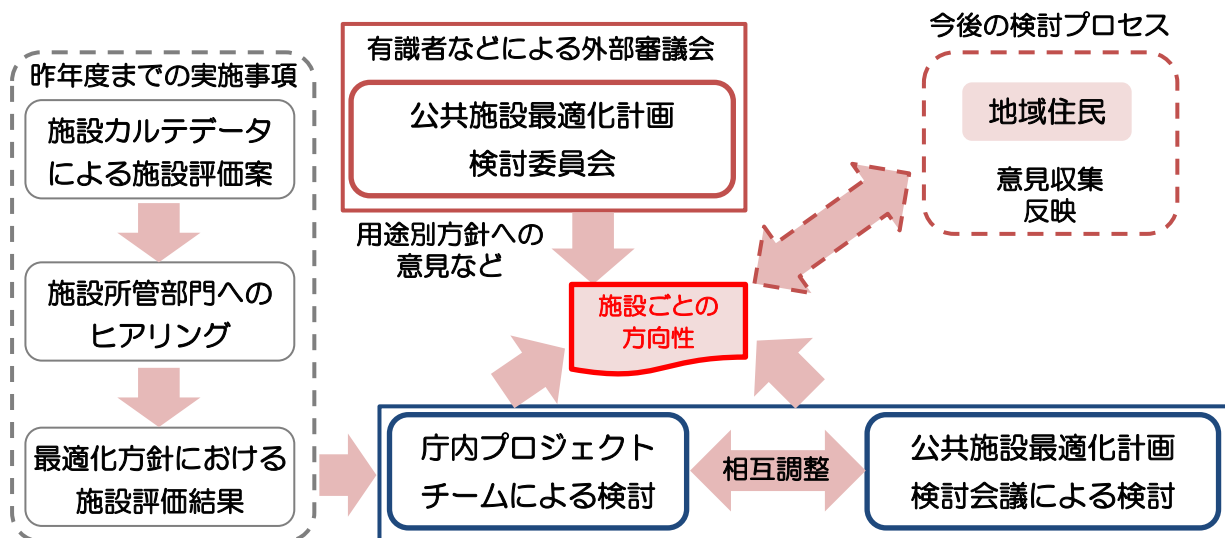 昨年度までの実施事項
施設カルテデータ
による施設評価案
施設所管部門への
ヒアリング
最適化方針における
施設評価結果
有識者などによる外部審議会
公共施設最適化計画
検討委員会
用途別方針への
意見など
今後の検討プロセス
地域住民
意見収集
反映
施設ごとの
方向性
庁内プロジェクト
チームによる検討
相互調整
公共施設最適化計画
検討会議による検討